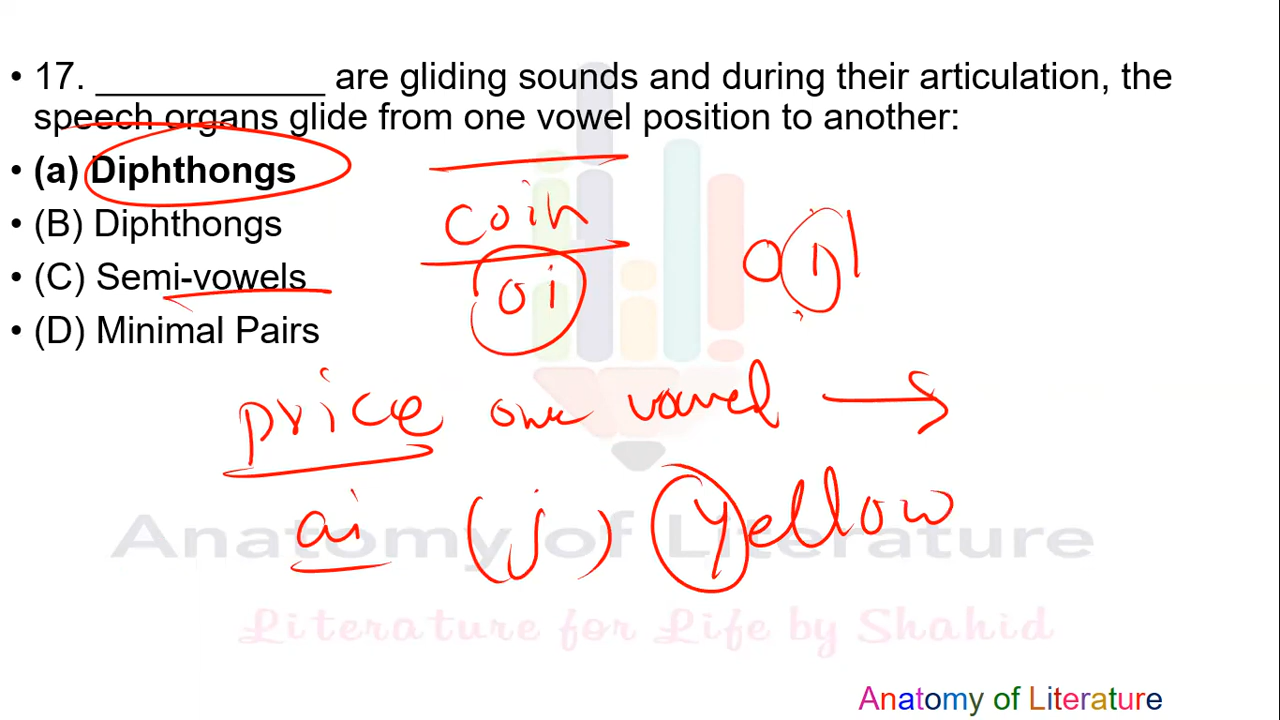 • 17. ____________ are gliding sounds and during their articulation, the
speech organs glide from one vowel position to another:
• (a) Diphthongs
• (B) Diphthongs
• (C) Semi-vowels
• (D) Minimal Pairs
coin
oi
price one vowel
ai (j) Yellow
Anatomy of Literature
Literature for Life by Shahid
Anatomy of Literature